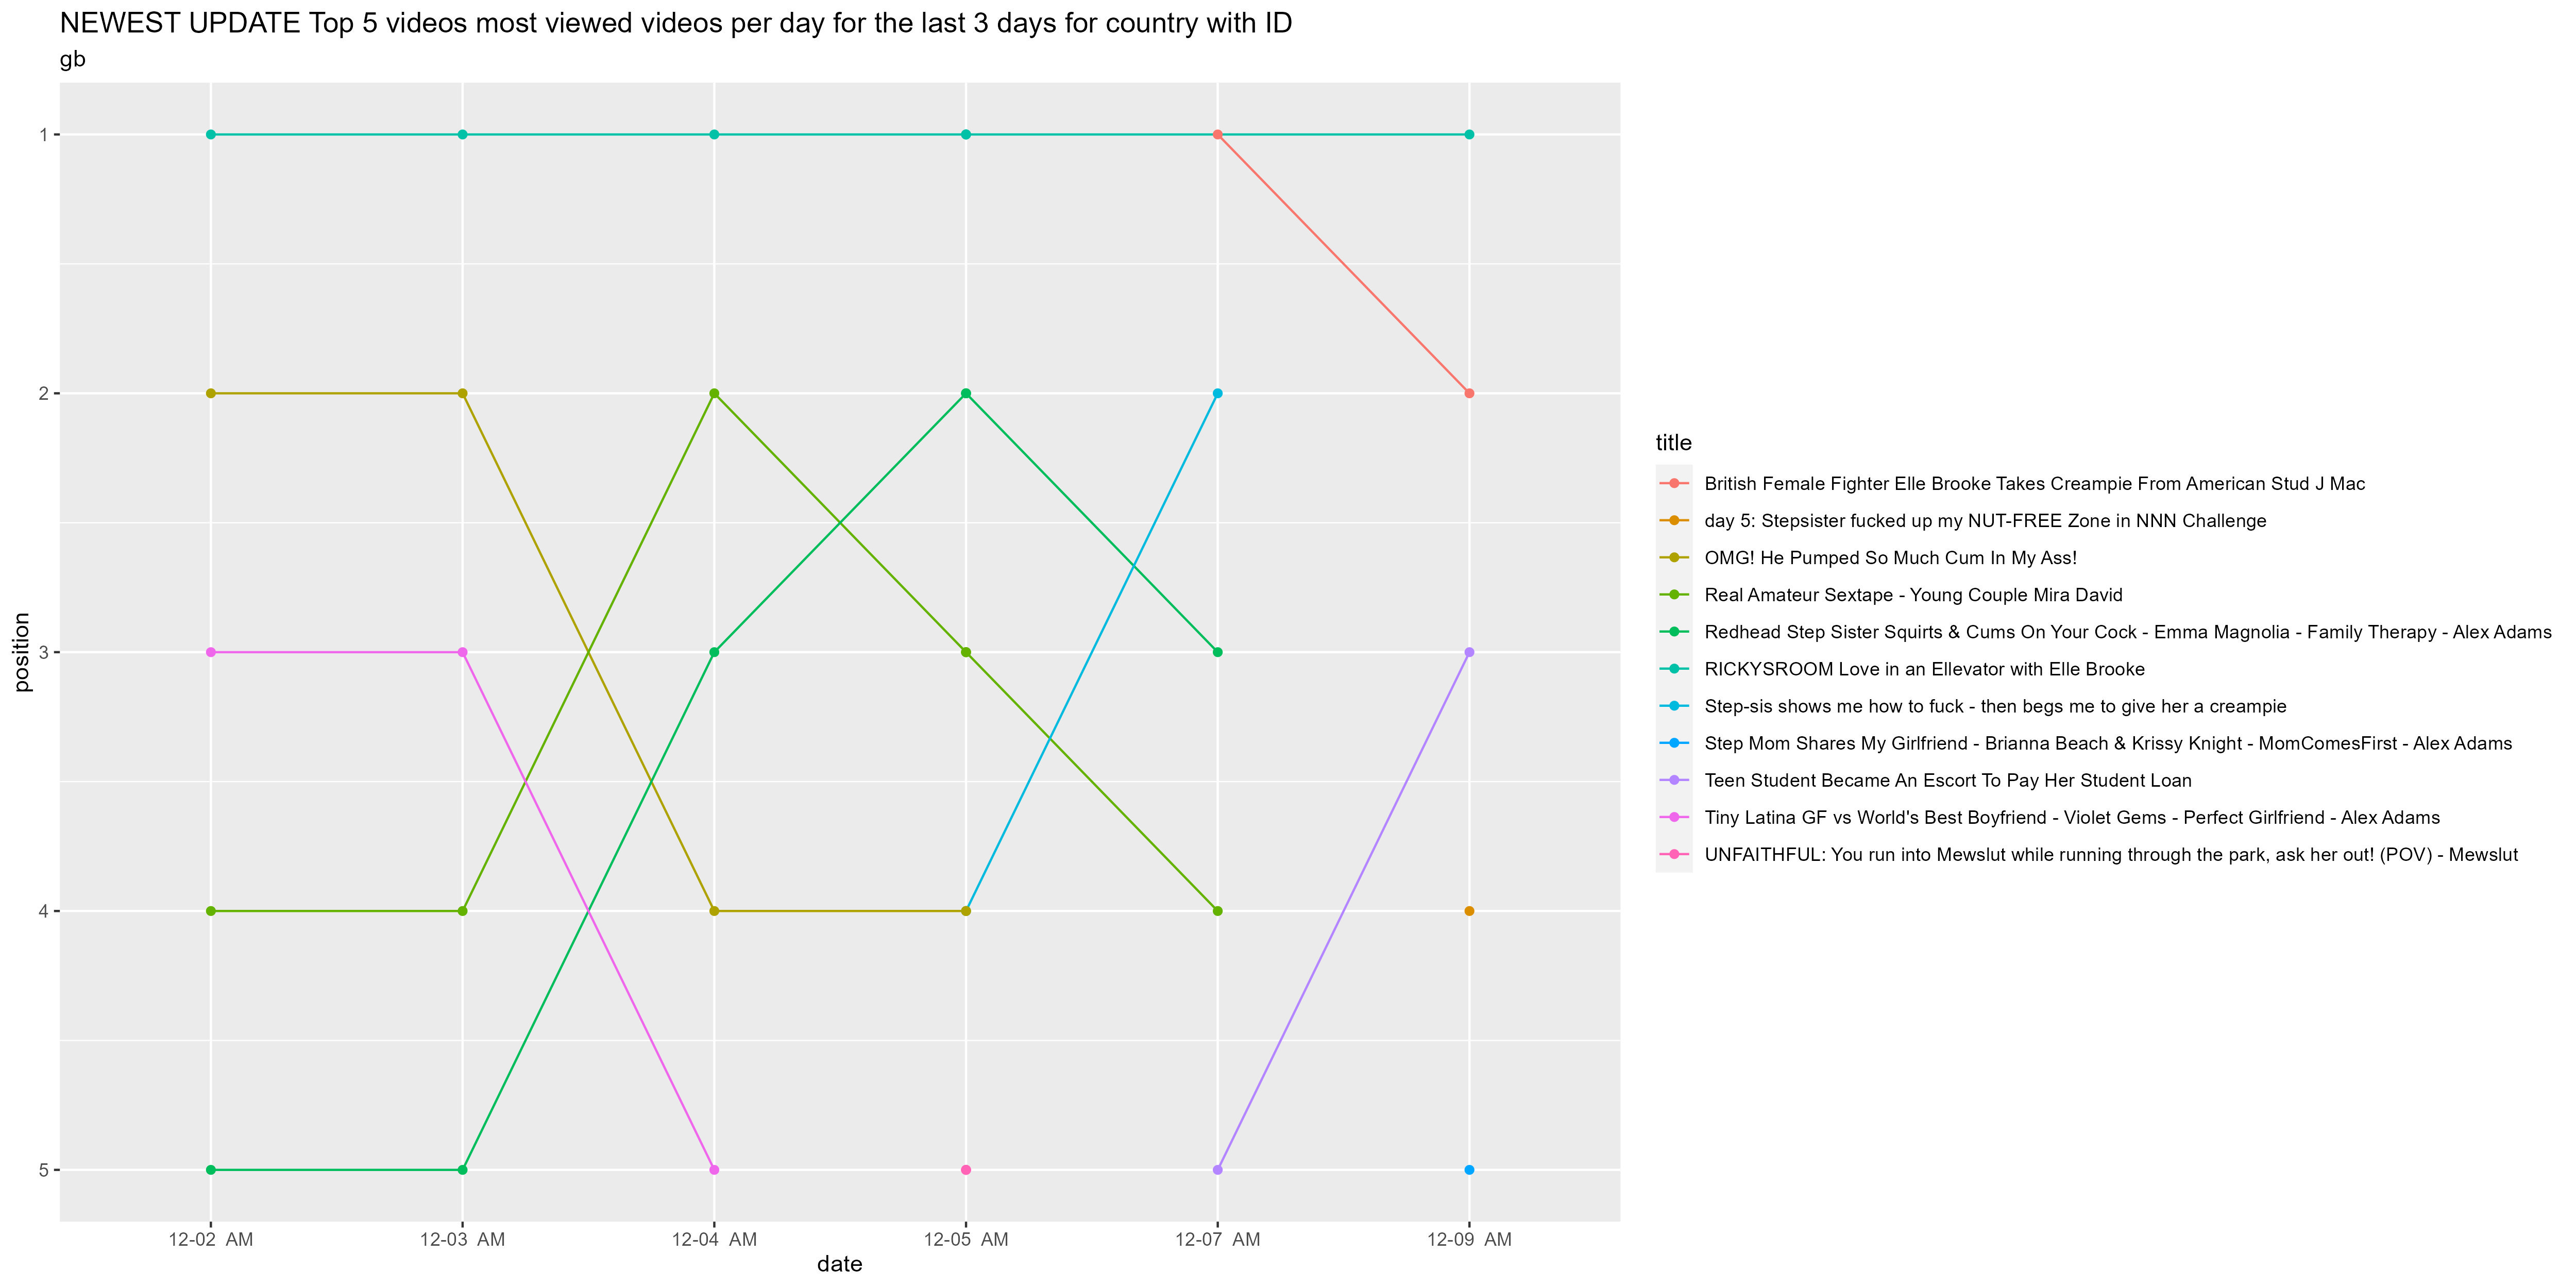 NEWEST UPDATE Top 5 videos most viewed videos per day for the last 3 days for country with ID
gb
position
1
2
3
4
5
12-02 AM
12-03 AM
12-04 AM
12-05 AM
12-07 AM
12-09 AM
date
title
British Female Fighter Elle Brooke Takes Creampie From American Stud J Mac
day 5: Stepsister fucked up my NUT-FREE Zone in NNN Challenge
OMG! He Pumped So Much Cum In My Ass!
Real Amateur Sextape - Young Couple Mira David
Redhead Step Sister Squirts & Cums On Your Cock - Emma Magnolia - Family Therapy - Alex Adams
RICKYSROOM Love in an Ellevator with Elle Brooke
Step-sis shows me how to fuck - then begs me to give her a creampie
Step Mom Shares My Girlfriend - Brianna Beach & Krissy Knight - MomComesFirst - Alex Adams
Teen Student Became An Escort To Pay Her Student Loan
Tiny Latina GF vs World's Best Boyfriend - Violet Gems - Perfect Girlfriend - Alex Adams
UNFAITHFUL: You run into Mewslut while running through the park, ask her out! (POV) - Mewslut